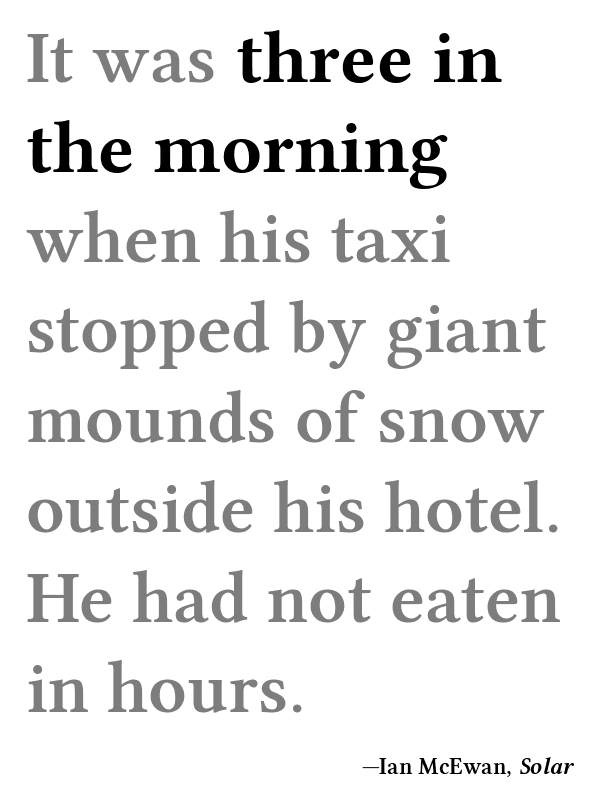 It was three in
the morning
when his taxi
stopped by giant
mounds of snow
outside his hotel.
He had not eaten
in hours.
—Ian McEwan, Solar